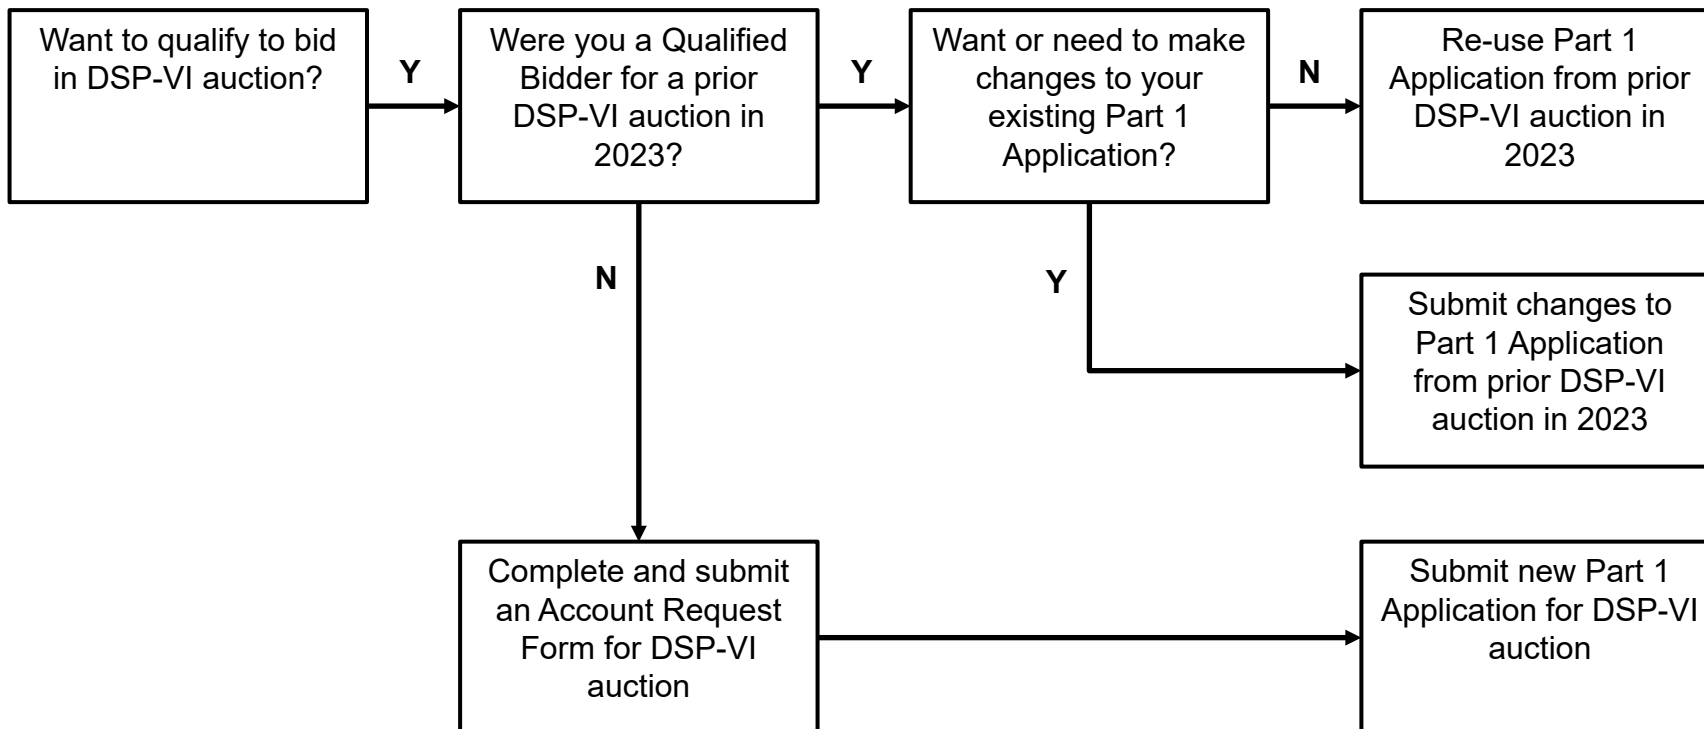 Want to qualify to bid
in DSP-VI auction?
Y
Were you a Qualified
Bidder for a prior
DSP-VI auction in
2023?
Y
Want or need to make
changes to your
existing Part 1
Application?
N
Re-use Part 1
Application from prior
DSP-VI auction in
2023
N
Y
Submit changes to
Part 1 Application
from prior DSP-VI
auction in 2023
Complete and submit
an Account Request
Form for DSP-VI
auction
Submit new Part 1
Application for DSP-VI
auction